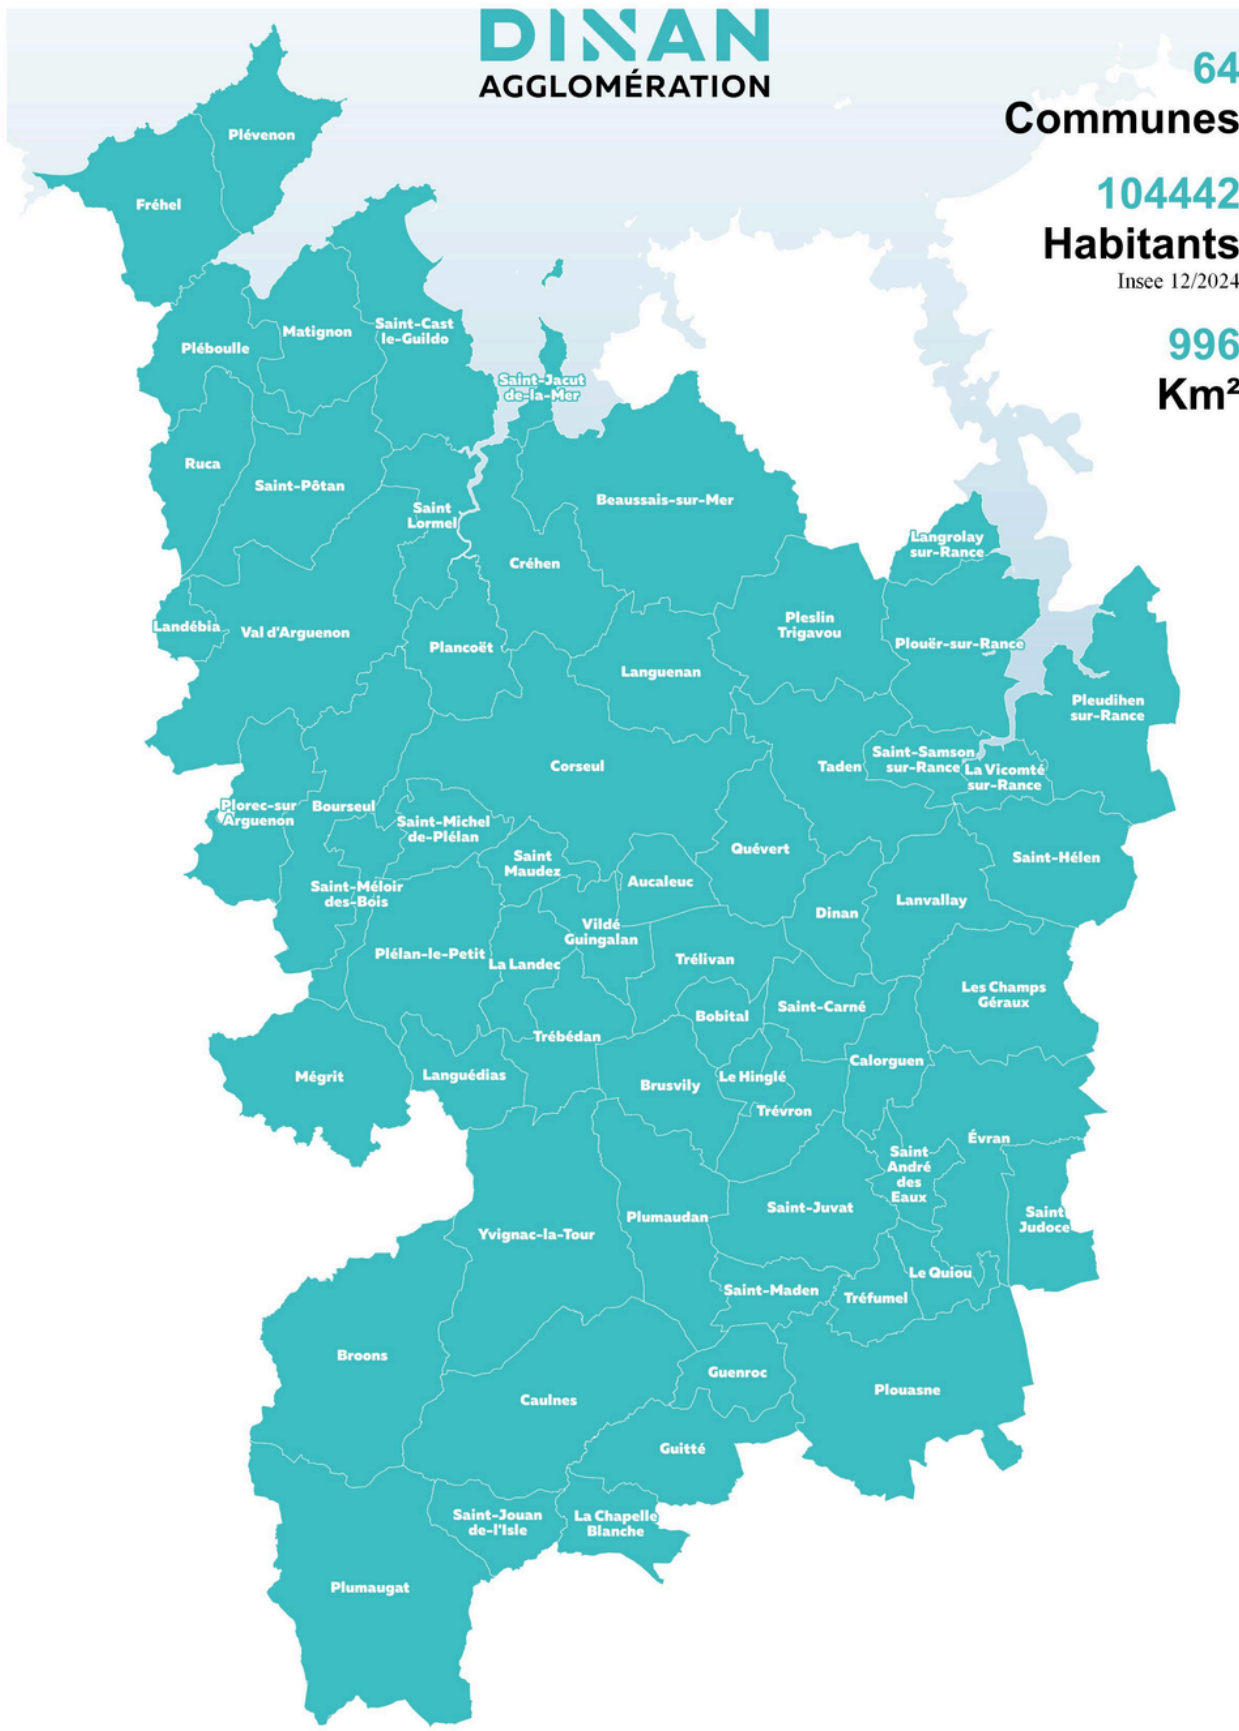 DINAN
AGGLOMÉRATION
64
Communes
104442
Habitants
Insee 12/2024
996
Km²
Plévenon
Fréhel
Matignon
Saint-Cast
le-Guildo
Pléboulle
Saint-Jacut
de-la-Mer
Ruca
Saint-Pôtan
Beaussais-sur-Mer
Saint
Lormel
Langrolay
sur-Rance
Créhen
Landébia
Val d'Arguenon
Pleslin
Trigavou
Plancoët
Plouër-sur-Rance
Languenan
Pleudihen
sur-Rance
Corseul
Taden
Saint-Samson
sur-Rance
La Vicomté
sur-Rance
Plorec-sur
Arguenon
Bourseul
Saint-Michel
de-Plélan
Quévert
Saint
Maudez
Saint-Hélen
Aucaleuc
Saint-Méloir
des-Bois
Lanvallay
Dinan
Vildé
Guingalan
Plélan-le-Petit
La Landec
Trélivan
Les Champs
Géraux
Saint-Carné
Bobital
Trébédan
Calorguen
Mégrit
Languédias
Brusvily
Le Hinglé
Trévron
Évran
Saint
André
des
Eaux
Saint-Juvat
Plumaudan
Saint
Judoce
Yvignac-la-Tour
Le Quiou
Saint-Maden
Tréfumel
Broons
Guenroc
Plouasne
Caulnes
Guitté
Saint-Jouan
de-l'Isle
La Chapelle
Blanche
Plumaugat